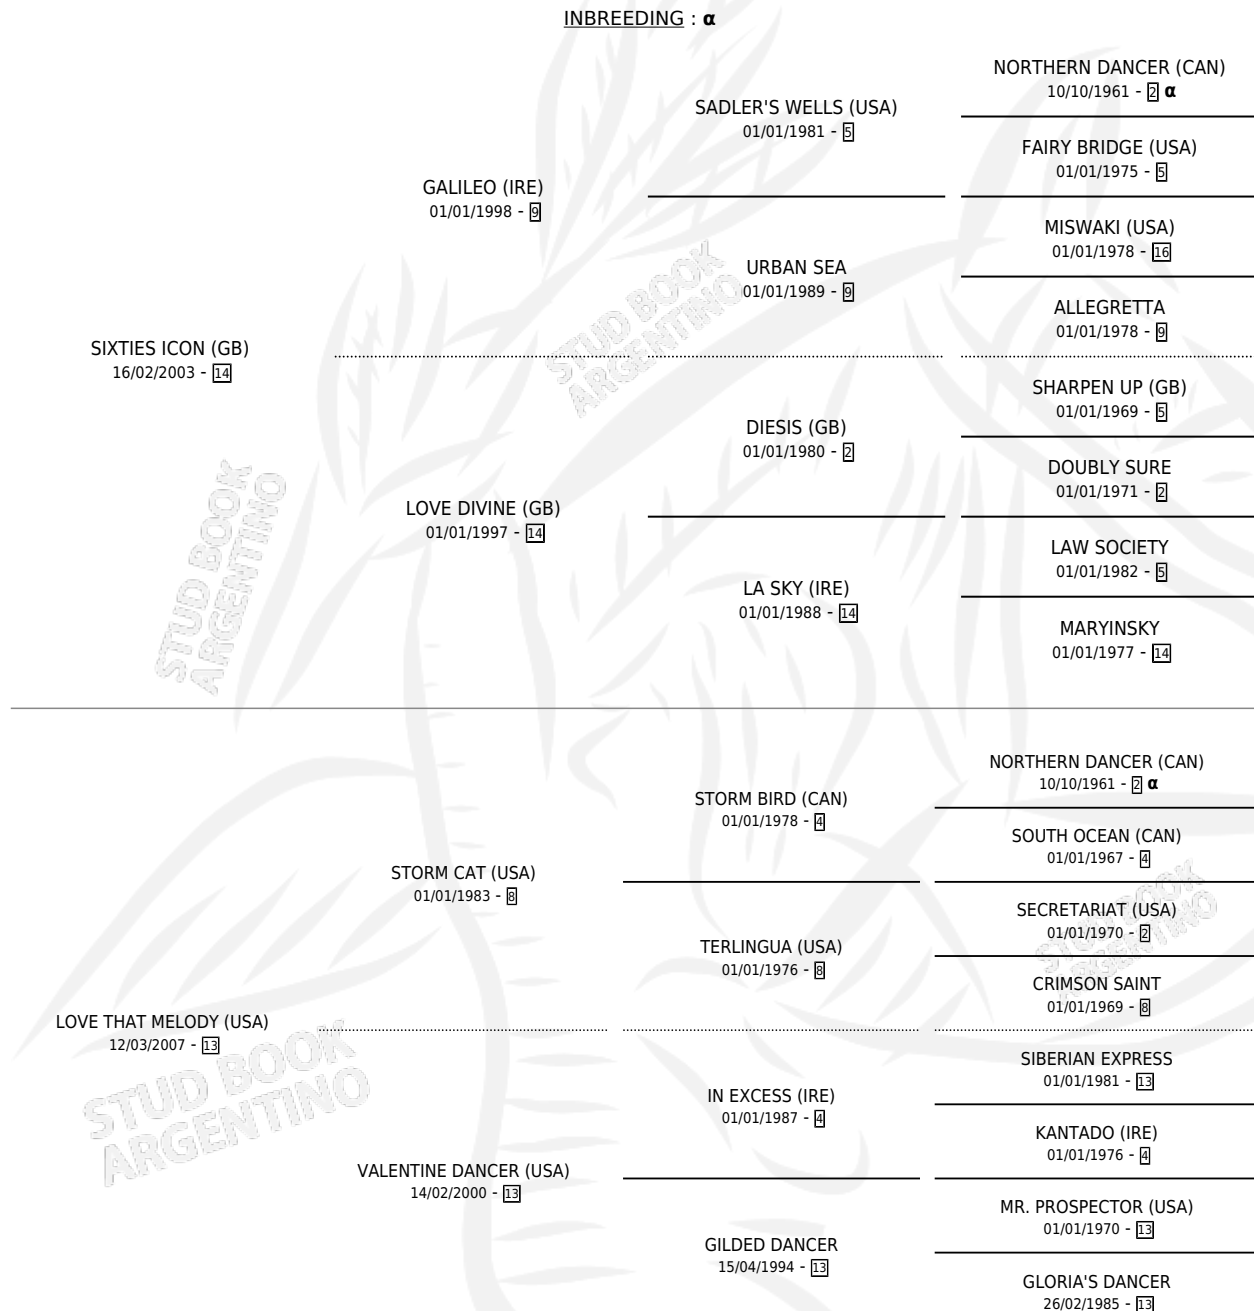 INBREEDING : α
NORTHERN DANCER (CAN)
10/10/1961 - 2 α
SADLER'S WELLS (USA)
01/01/1981 - 5
FAIRY BRIDGE (USA)
01/01/1975 - 5
GALILEO (IRE)
01/01/1998 - 9
MISWAKI (USA)
01/01/1978 - 16
URBAN SEA
01/01/1989 - 9
ALLEGRETTA
01/01/1978 - 9
SIXTIES ICON (GB)
16/02/2003 - 14
SHARPEN UP (GB)
01/01/1969 - 5
DIESIS (GB)
01/01/1980 - 2
DOUBLY SURE
01/01/1971 - 2
LOVE DIVINE (GB)
01/01/1997 - 14
LAW SOCIETY
01/01/1982 - 5
LA SKY (IRE)
01/01/1988 - 14
MARYINSKY
01/01/1977 - 14
NORTHERN DANCER (CAN)
10/10/1961 - 2 α
STORM BIRD (CAN)
01/01/1978 - 4
SOUTH OCEAN (CAN)
01/01/1967 - 4
STORM CAT (USA)
01/01/1983 - 8
SECRETARIAT (USA)
01/01/1970 - 2
TERLINGUA (USA)
01/01/1976 - 8
CRIMSON SAINT
01/01/1969 - 8
LOVE THAT MELODY (USA)
12/03/2007 - 13
SIBERIAN EXPRESS
01/01/1981 - 13
IN EXCESS (IRE)
01/01/1987 - 4
KANTADO (IRE)
01/01/1976 - 4
VALENTINE DANCER (USA)
14/02/2000 - 13
MR. PROSPECTOR (USA)
01/01/1970 - 13
GILDED DANCER
15/04/1994 - 13
GLORIA'S DANCER
26/02/1985 - 13
STUD BOOK
ARGENTINO
STUD BOOK
ARGENTINO
STUD BOOK
ARGENTINO
STUD BOOK
ARGENTINO